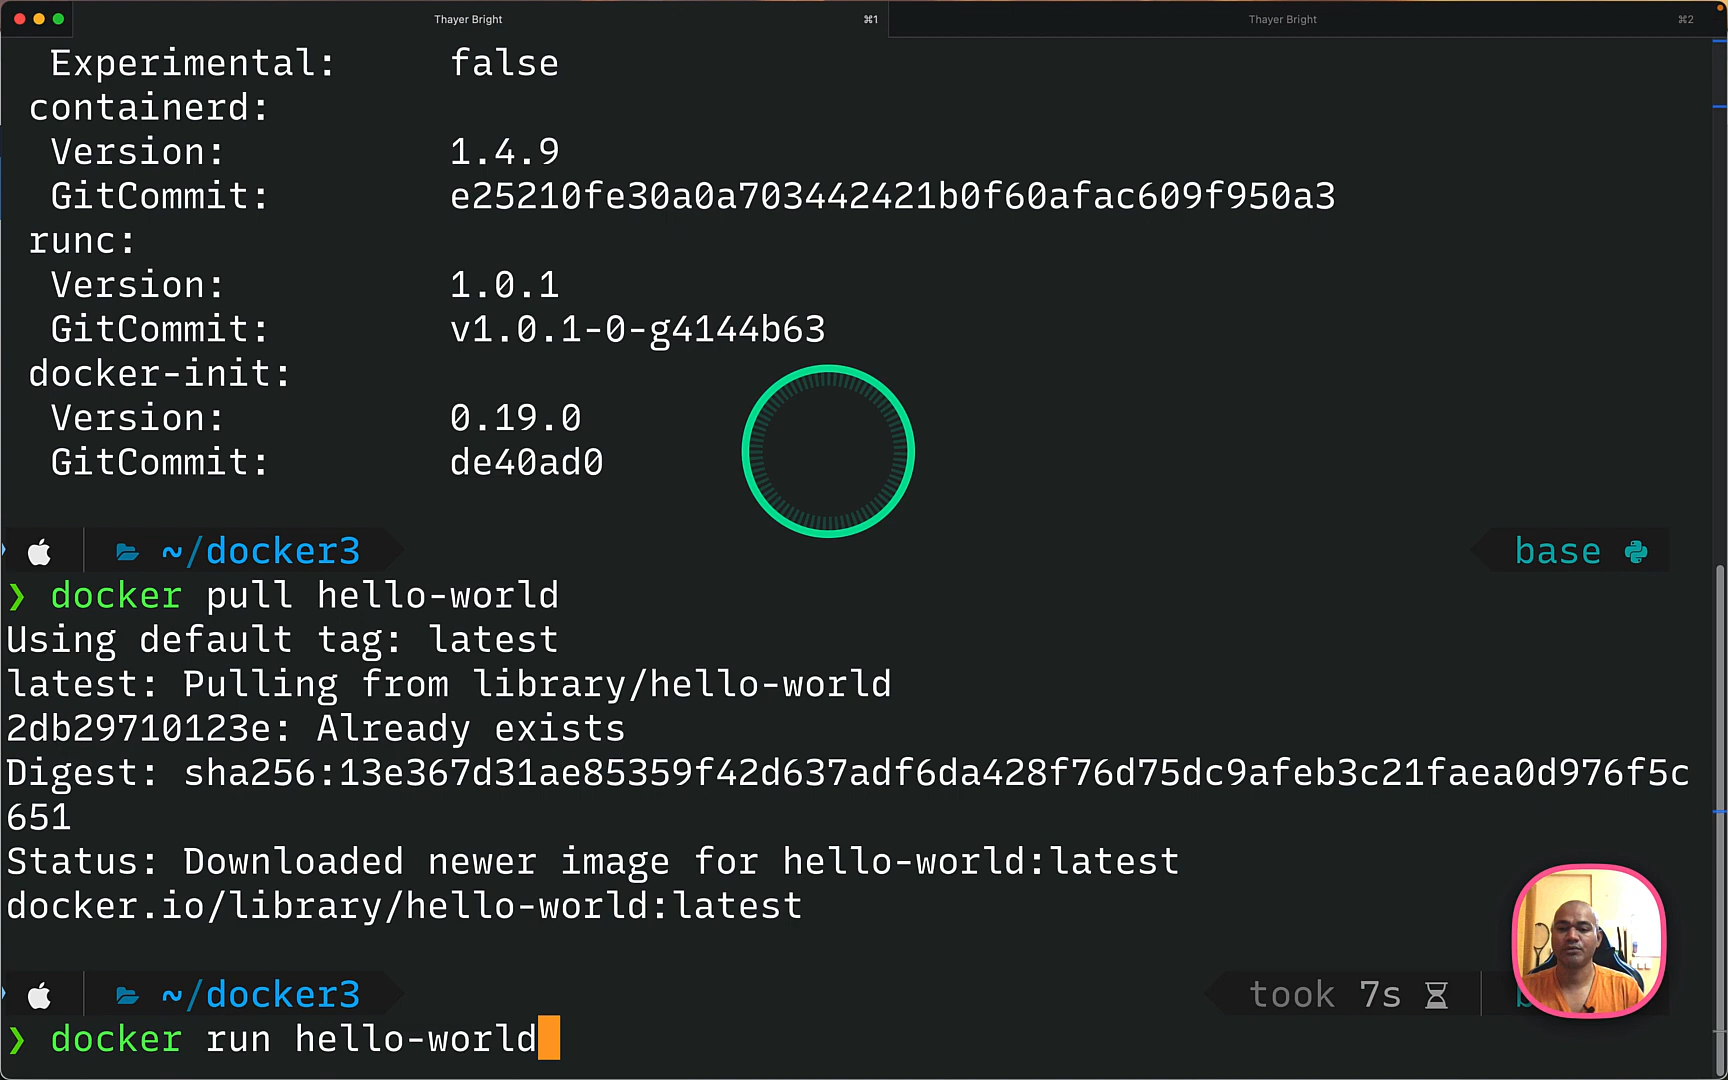 Thayer Bright ⌘1 Thayer Bright ⌘2
Experimental: false
containerd:
Version: 1.4.9
GitCommit: e25210fe30a0a703442421b0f60afac609f950a3
runc:
Version: 1.0.1
GitCommit: v1.0.1-0-g4144b63
docker-init:
Version: 0.19.0
GitCommit: de40ad0
~/docker3 base
❯ docker pull hello-world
Using default tag: latest
latest: Pulling from library/hello-world
2db29710123e: Already exists
Digest: sha256:13e367d31ae85359f42d637adf6da428f76d75dc9afeb3c21faea0d976f5c
651
Status: Downloaded newer image for hello-world:latest
docker.io/library/hello-world:latest
~/docker3 took 7s
❯ docker run hello-world